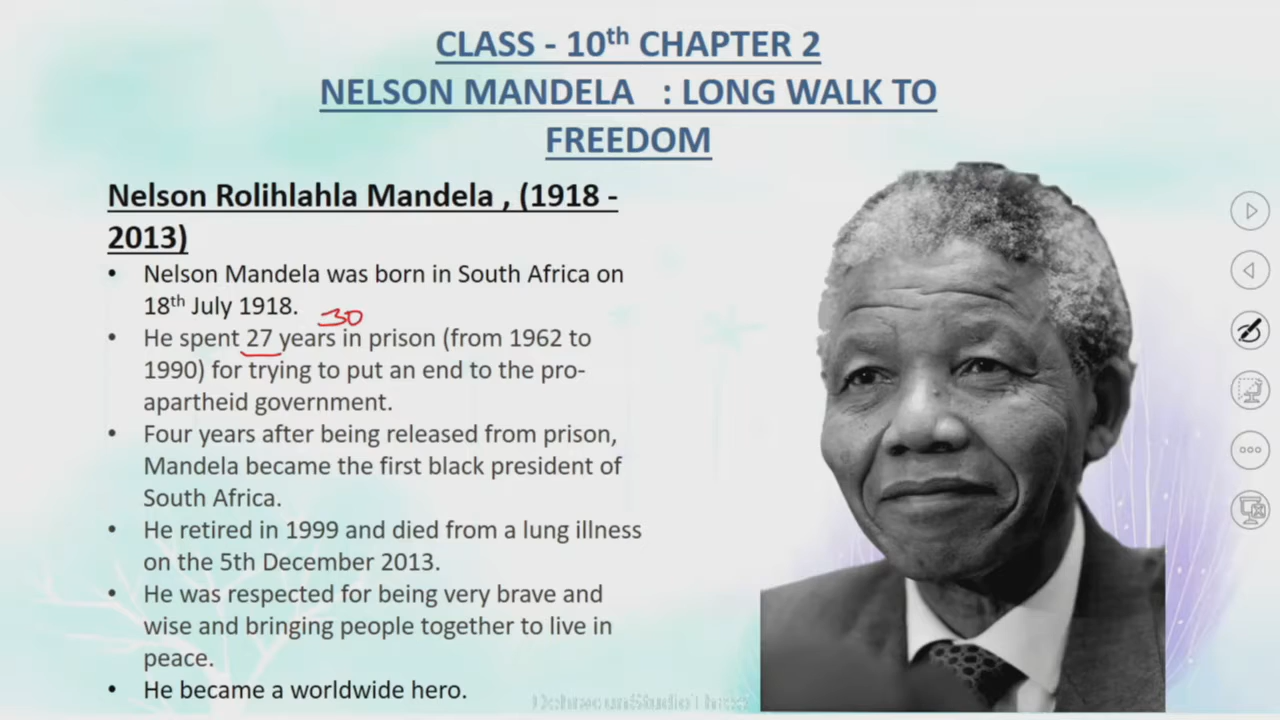 CLASS - 10th CHAPTER 2
NELSON MANDELA : LONG WALK TO
FREEDOM
Nelson Rolihlahla Mandela , (1918 -
2013)
• Nelson Mandela was born in South Africa on
18th July 1918.
30
• He spent 27 years in prison (from 1962 to
1990) for trying to put an end to the pro-
apartheid government.
• Four years after being released from prison,
Mandela became the first black president of
South Africa.
• He retired in 1999 and died from a lung illness
on the 5th December 2013.
• He was respected for being very brave and
wise and bringing people together to live in
peace.
• He became a worldwide hero.